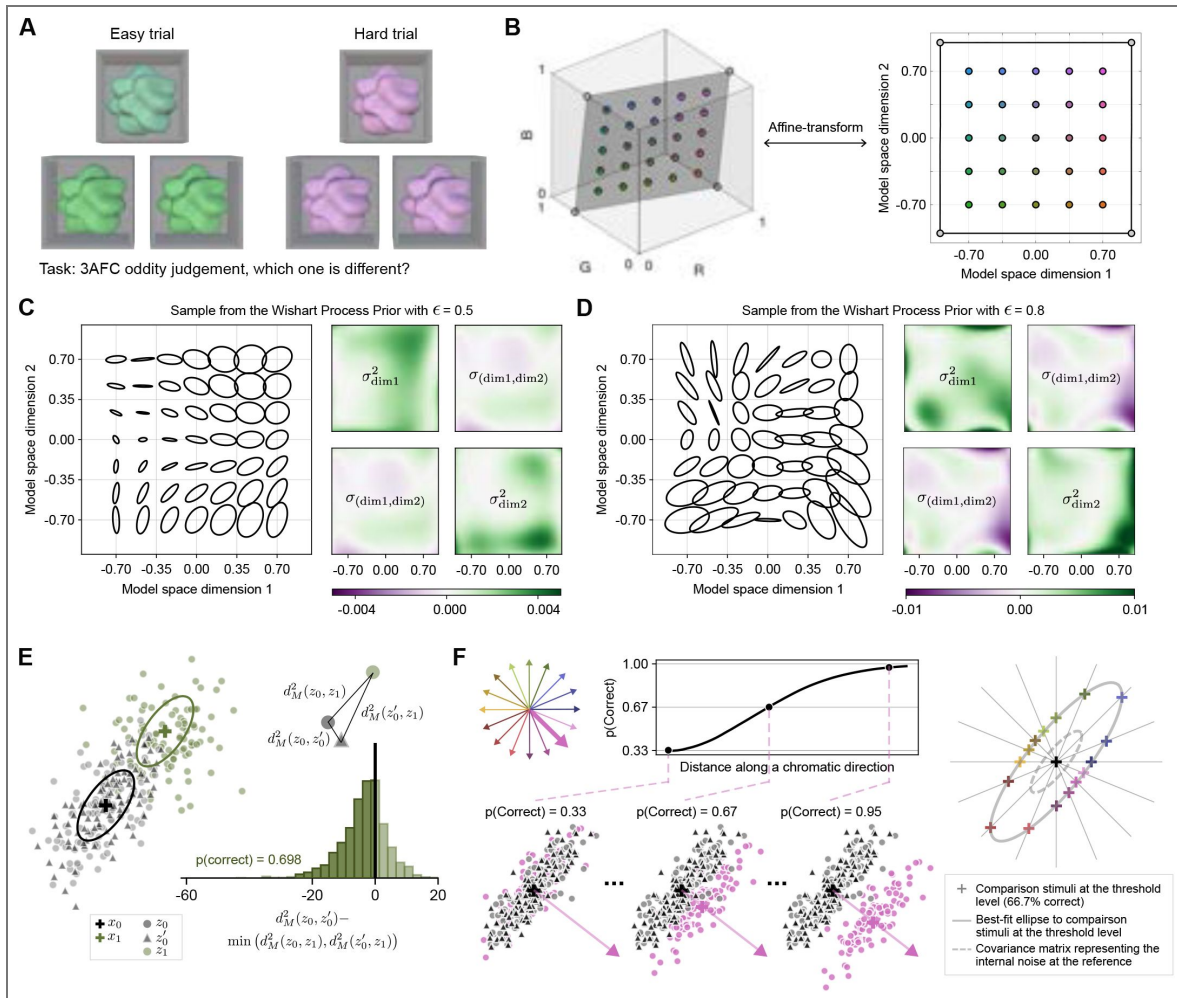 A
Easy trial
Hard trial
Task: 3AFC oddity judgement, which one is different?
B
1
B
0
1
G
0 0
R
1
Affine-transform
Model space dimension 2
0.70
0.00
-0.70
-0.70 0.00 0.70
Model space dimension 1
C
Sample from the Wishart Process Prior with ϵ = 0.5
Model space dimension 2
0.70
0.35
0.00
-0.35
-0.70
-0.70 -0.35 0.00 0.35 0.70
Model space dimension 1
σ²dim1
σ(dim1,dim2)
σ(dim1,dim2)
σ²dim2
-0.70 0.00 0.70
-0.70 0.00 0.70
-0.004 0.000 0.004
D
Sample from the Wishart Process Prior with ϵ = 0.8
Model space dimension 2
0.70
0.35
0.00
-0.35
-0.70
-0.70 -0.35 0.00 0.35 0.70
Model space dimension 1
σ²dim1
σ(dim1,dim2)
σ(dim1,dim2)
σ²dim2
-0.70 0.00 0.70
-0.70 0.00 0.70
-0.01 0.00 0.01
E
d²M(z0, z1)
d²M(z′0, z1)
d²M(z0, z′0)
p(correct) = 0.698
-60 -40 -20 0 20
d²M(z0, z′0)−
min (d²M(z0, z1), d²M(z′0, z1))
x0
x1
z0
z′0
z1
F
p(Correct)
1.00
0.67
0.33
Distance along a chromatic direction
p(Correct) = 0.33
p(Correct) = 0.67
p(Correct) = 0.95
...
...
Comparison stimuli at the threshold
level (66.7% correct)
Best-fit ellipse to compairson
stimuli at the threshold level
Covariance matrix representing the
internal noise at the reference